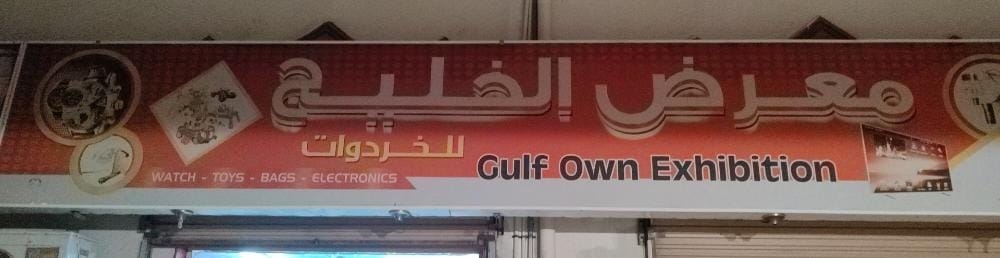 معرض الخليج
للخردوات
WATCH - TOYS - BAGS - ELECTRONICS
Gulf Own Exhibition